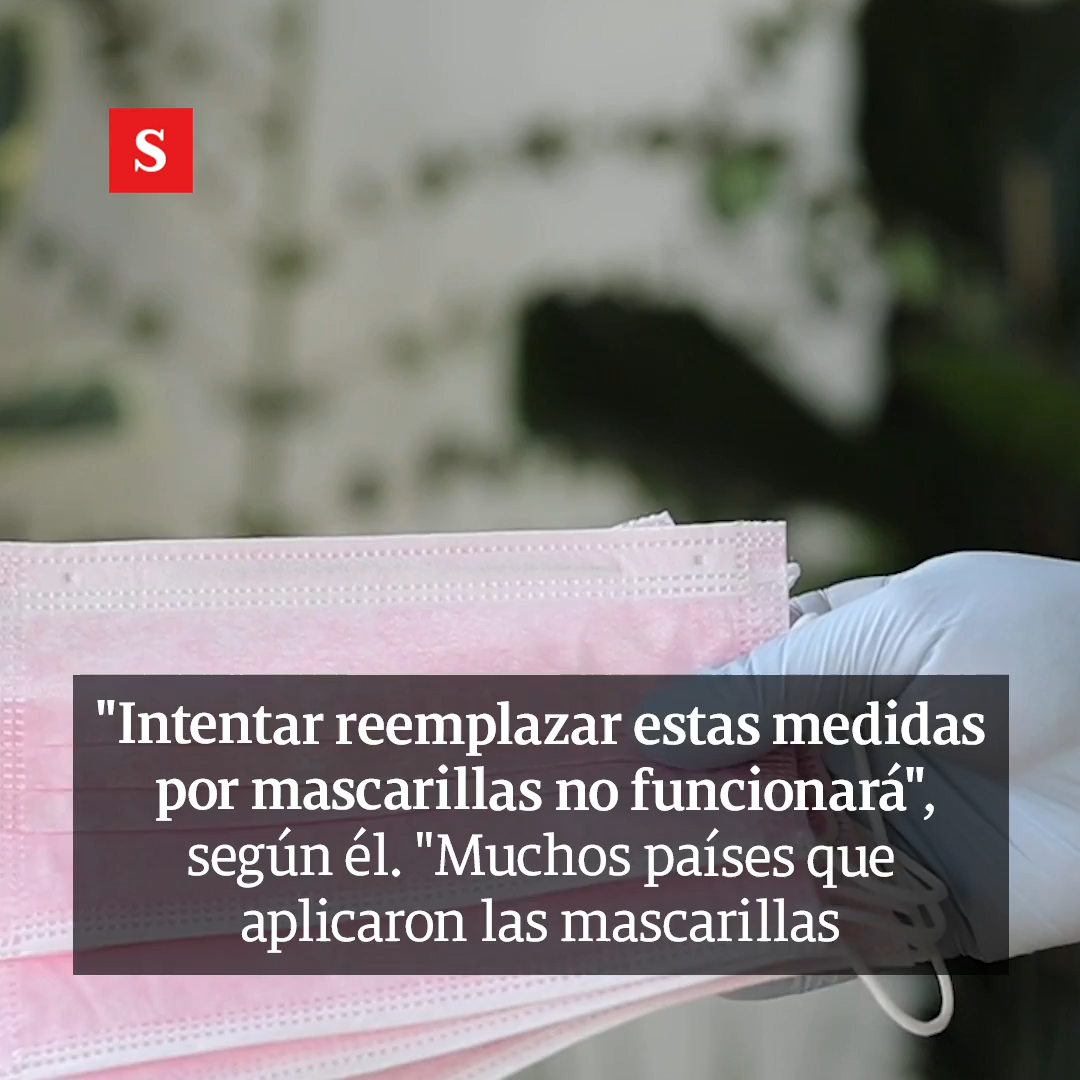 S
"Intentar reemplazar estas medidas
por mascarillas no funcionará",
según él. "Muchos países que
aplicaron las mascarillas